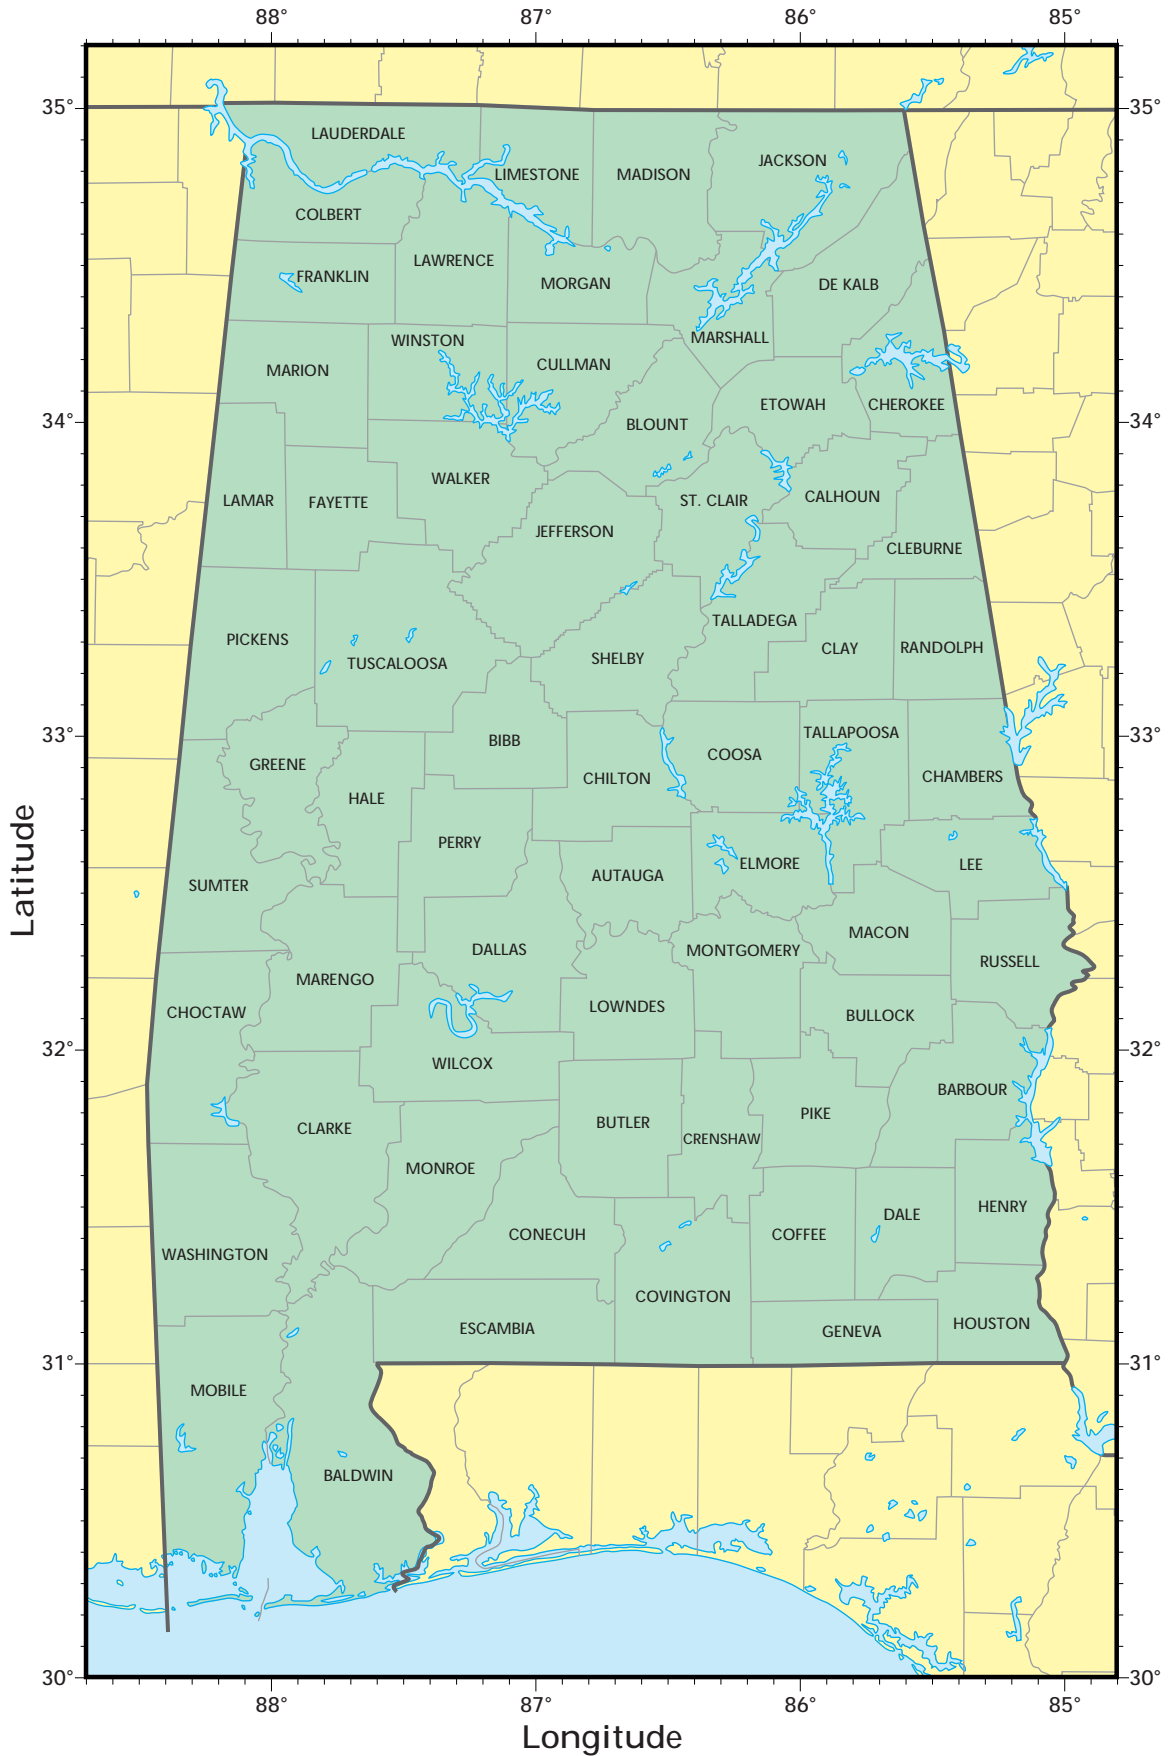 88° 87° 86° 85°
35° 35°
LAUDERDALE
JACKSON
LIMESTONE MADISON
COLBERT
LAWRENCE
FRANKLIN
MORGAN DE KALB
WINSTON MARSHALL
CULLMAN
MARION
ETOWAH CHEROKEE
34° BLOUNT 34°
WALKER
LAMAR FAYETTE ST. CLAIR CALHOUN
JEFFERSON
CLEBURNE
TALLADEGA
PICKENS CLAY RANDOLPH
TUSCALOOSA SHELBY
33° TALLAPOOSA 33°
BIBB
COOSA
GREENE
CHILTON CHAMBERS
HALE
PERRY
ELMORE LEE
AUTAUGA
SUMTER
MACON
DALLAS MONTGOMERY
RUSSELL
MARENGO
CHOCTAW LOWNDES BULLOCK
32° 32°
WILCOX
BARBOUR
PIKE
CLARKE BUTLER
CRENSHAW
MONROE
HENRY
DALE
CONECUH COFFEE
WASHINGTON
COVINGTON
ESCAMBIA GENEVA HOUSTON
31° 31°
MOBILE
BALDWIN
30° 30°
88° 87° 86° 85°
Latitude
Longitude